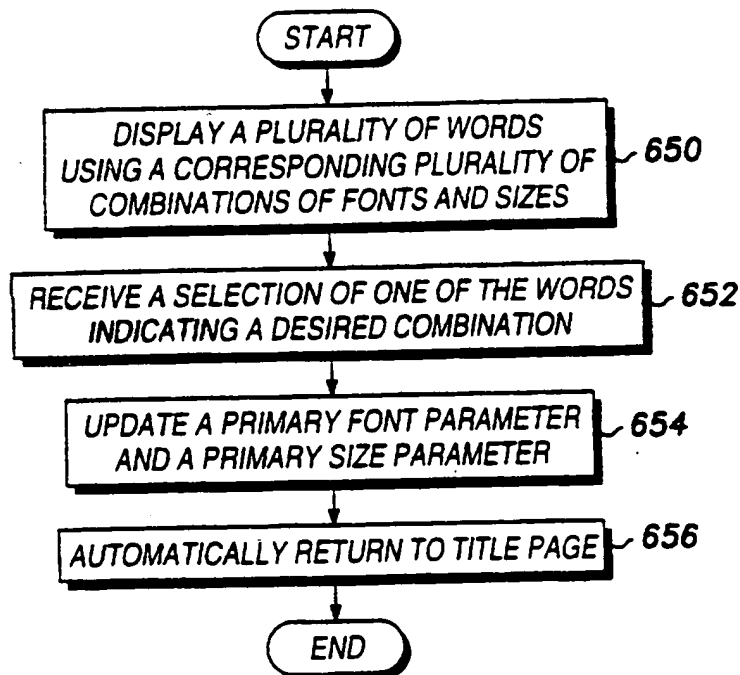 START
DISPLAY A PLURALITY OF WORDS
USING A CORRESPONDING PLURALITY OF
COMBINATIONS OF FONTS AND SIZES
650
RECEIVE A SELECTION OF ONE OF THE WORDS
INDICATING A DESIRED COMBINATION
652
UPDATE A PRIMARY FONT PARAMETER
AND A PRIMARY SIZE PARAMETER
654
AUTOMATICALLY RETURN TO TITLE PAGE
656
END